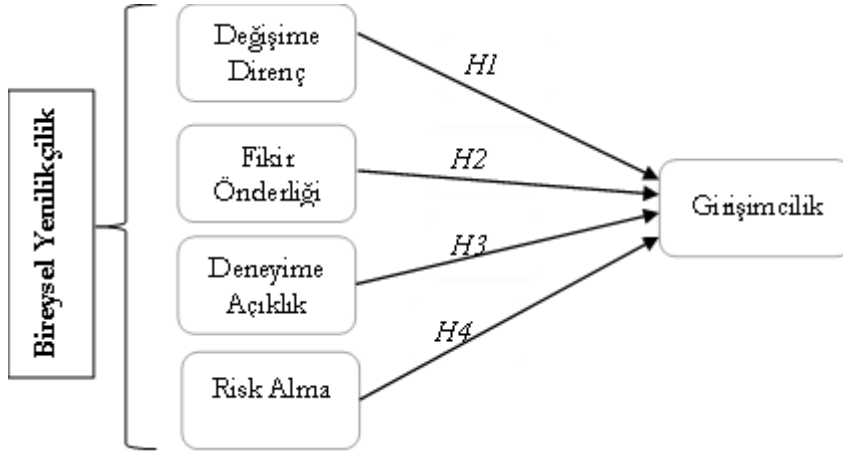 Bireysel Yenilikçilik
Değişime
Direnç
Fikir
Önderliği
Deneyime
Açıklık
Risk Alma
H1
H2
H3
H4
Girişimcilik